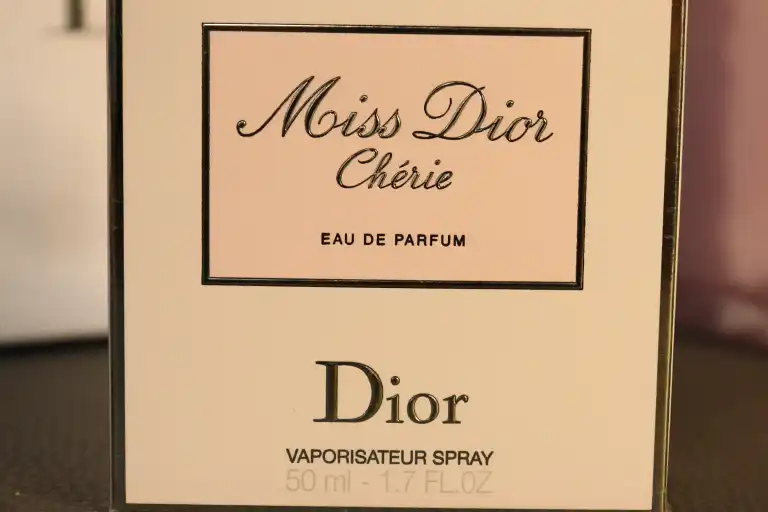 Miss Dior
Chérie
EAU DE PARFUM
Dior
VAPORISATEUR SPRAY
50 ml - 1.7 FL.OZ